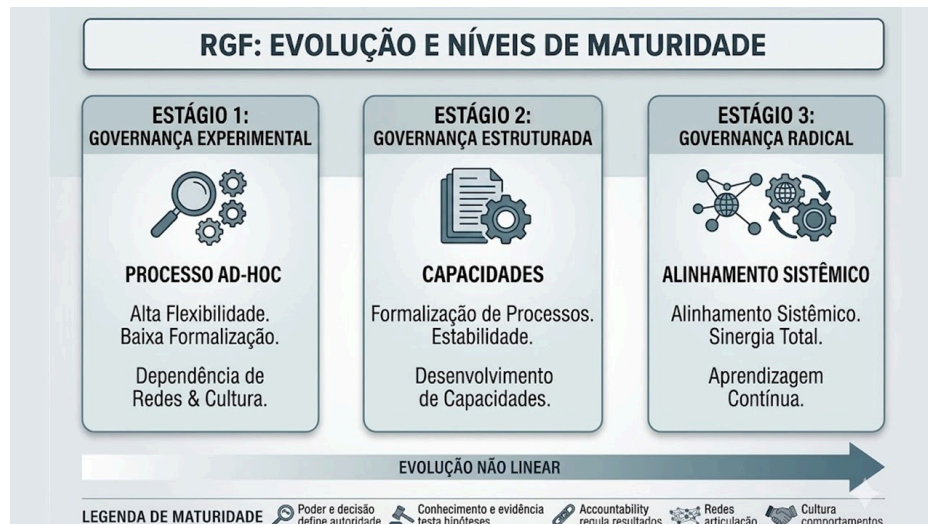 RGF: EVOLUÇÃO E NÍVEIS DE MATURIDADE
ESTÁGIO 1:
GOVERNANÇA EXPERIMENTAL
PROCESSO AD-HOC
Alta Flexibilidade.
Baixa Formalização.
Dependência de
Redes & Cultura.
ESTÁGIO 2:
GOVERNANÇA ESTRUTURADA
CAPACIDADES
Formalização de Processos.
Estabilidade.
Desenvolvimento
de Capacidades.
ESTÁGIO 3:
GOVERNANÇA RADICAL
ALINHAMENTO SISTÊMICO
Alinhamento Sistêmico.
Sinergia Total.
Aprendizagem
Contínua.
EVOLUÇÃO NÃO LINEAR
LEGENDA DE MATURIDADE
Poder e decisão
define autoridade
Conhecimento e evidência
testa hipóteses
Accountability
regula resultados
Redes
articulação
Cultura
comportamentos